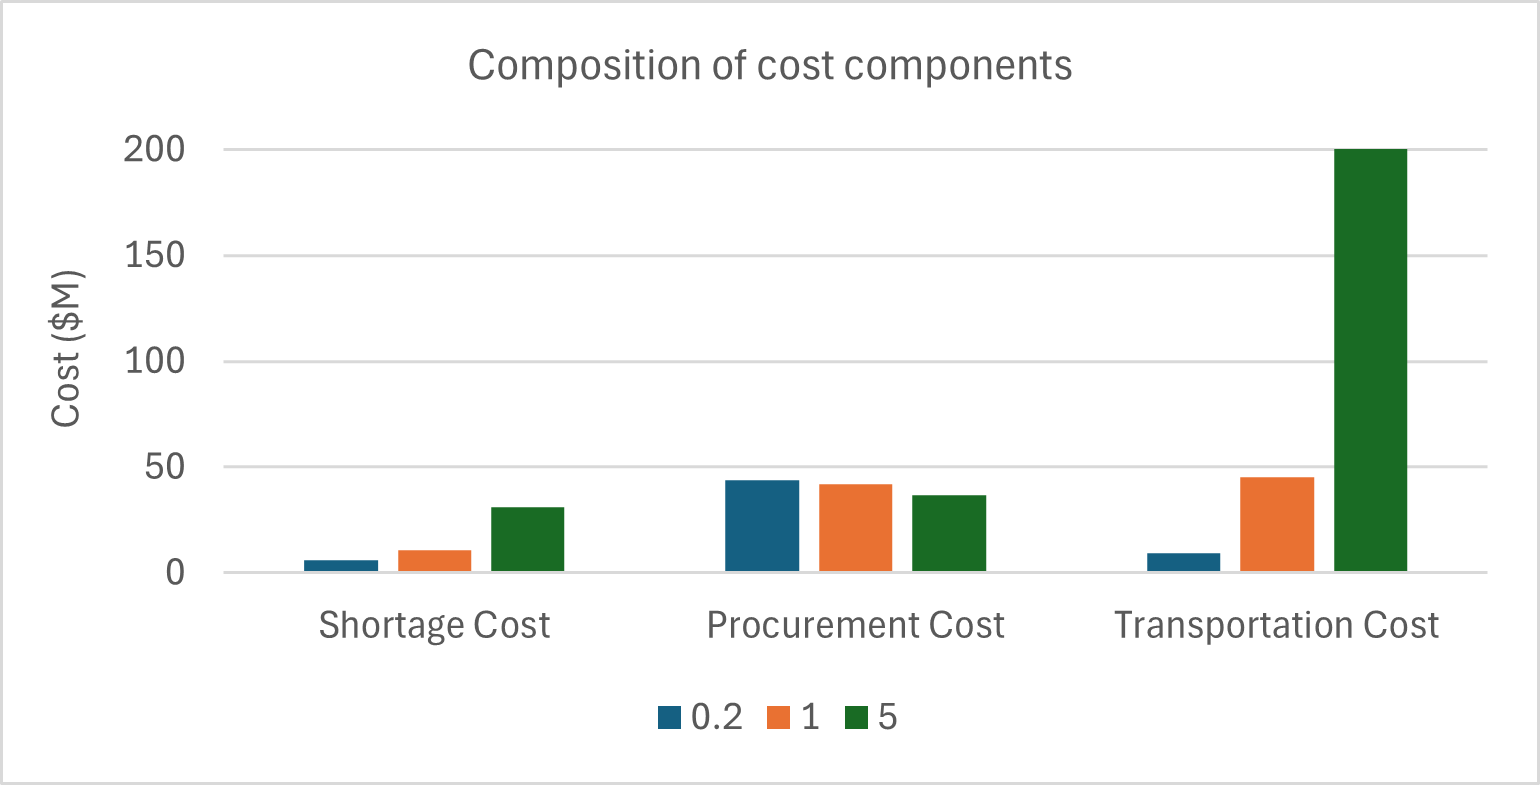 Composition of cost components
200
150
100
50
0
Cost ($M)
Shortage Cost Procurement Cost Transportation Cost
0.2 1 5